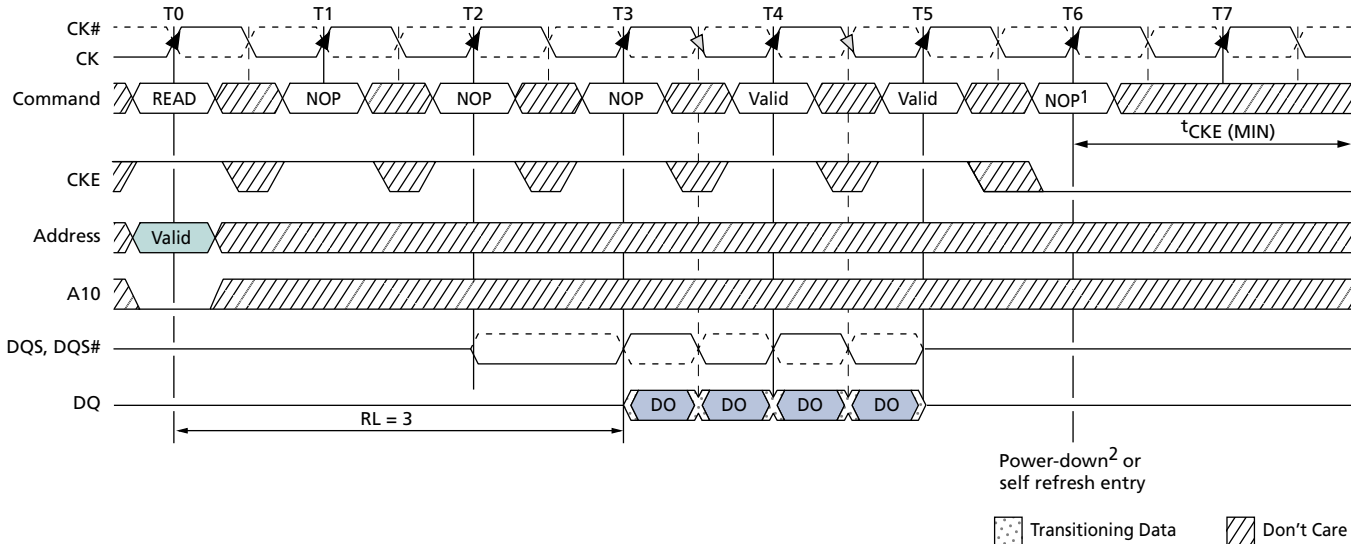 T0 T1 T2 T3 T4 T5 T6 T7
CK#
CK
Command READ NOP NOP NOP Valid Valid NOP1
tCKE (MIN)
CKE
Address Valid
A10
DQS, DQS#
DQ DO DO DO DO
RL = 3
Power-down2 or
self refresh entry
Transitioning Data Don't Care